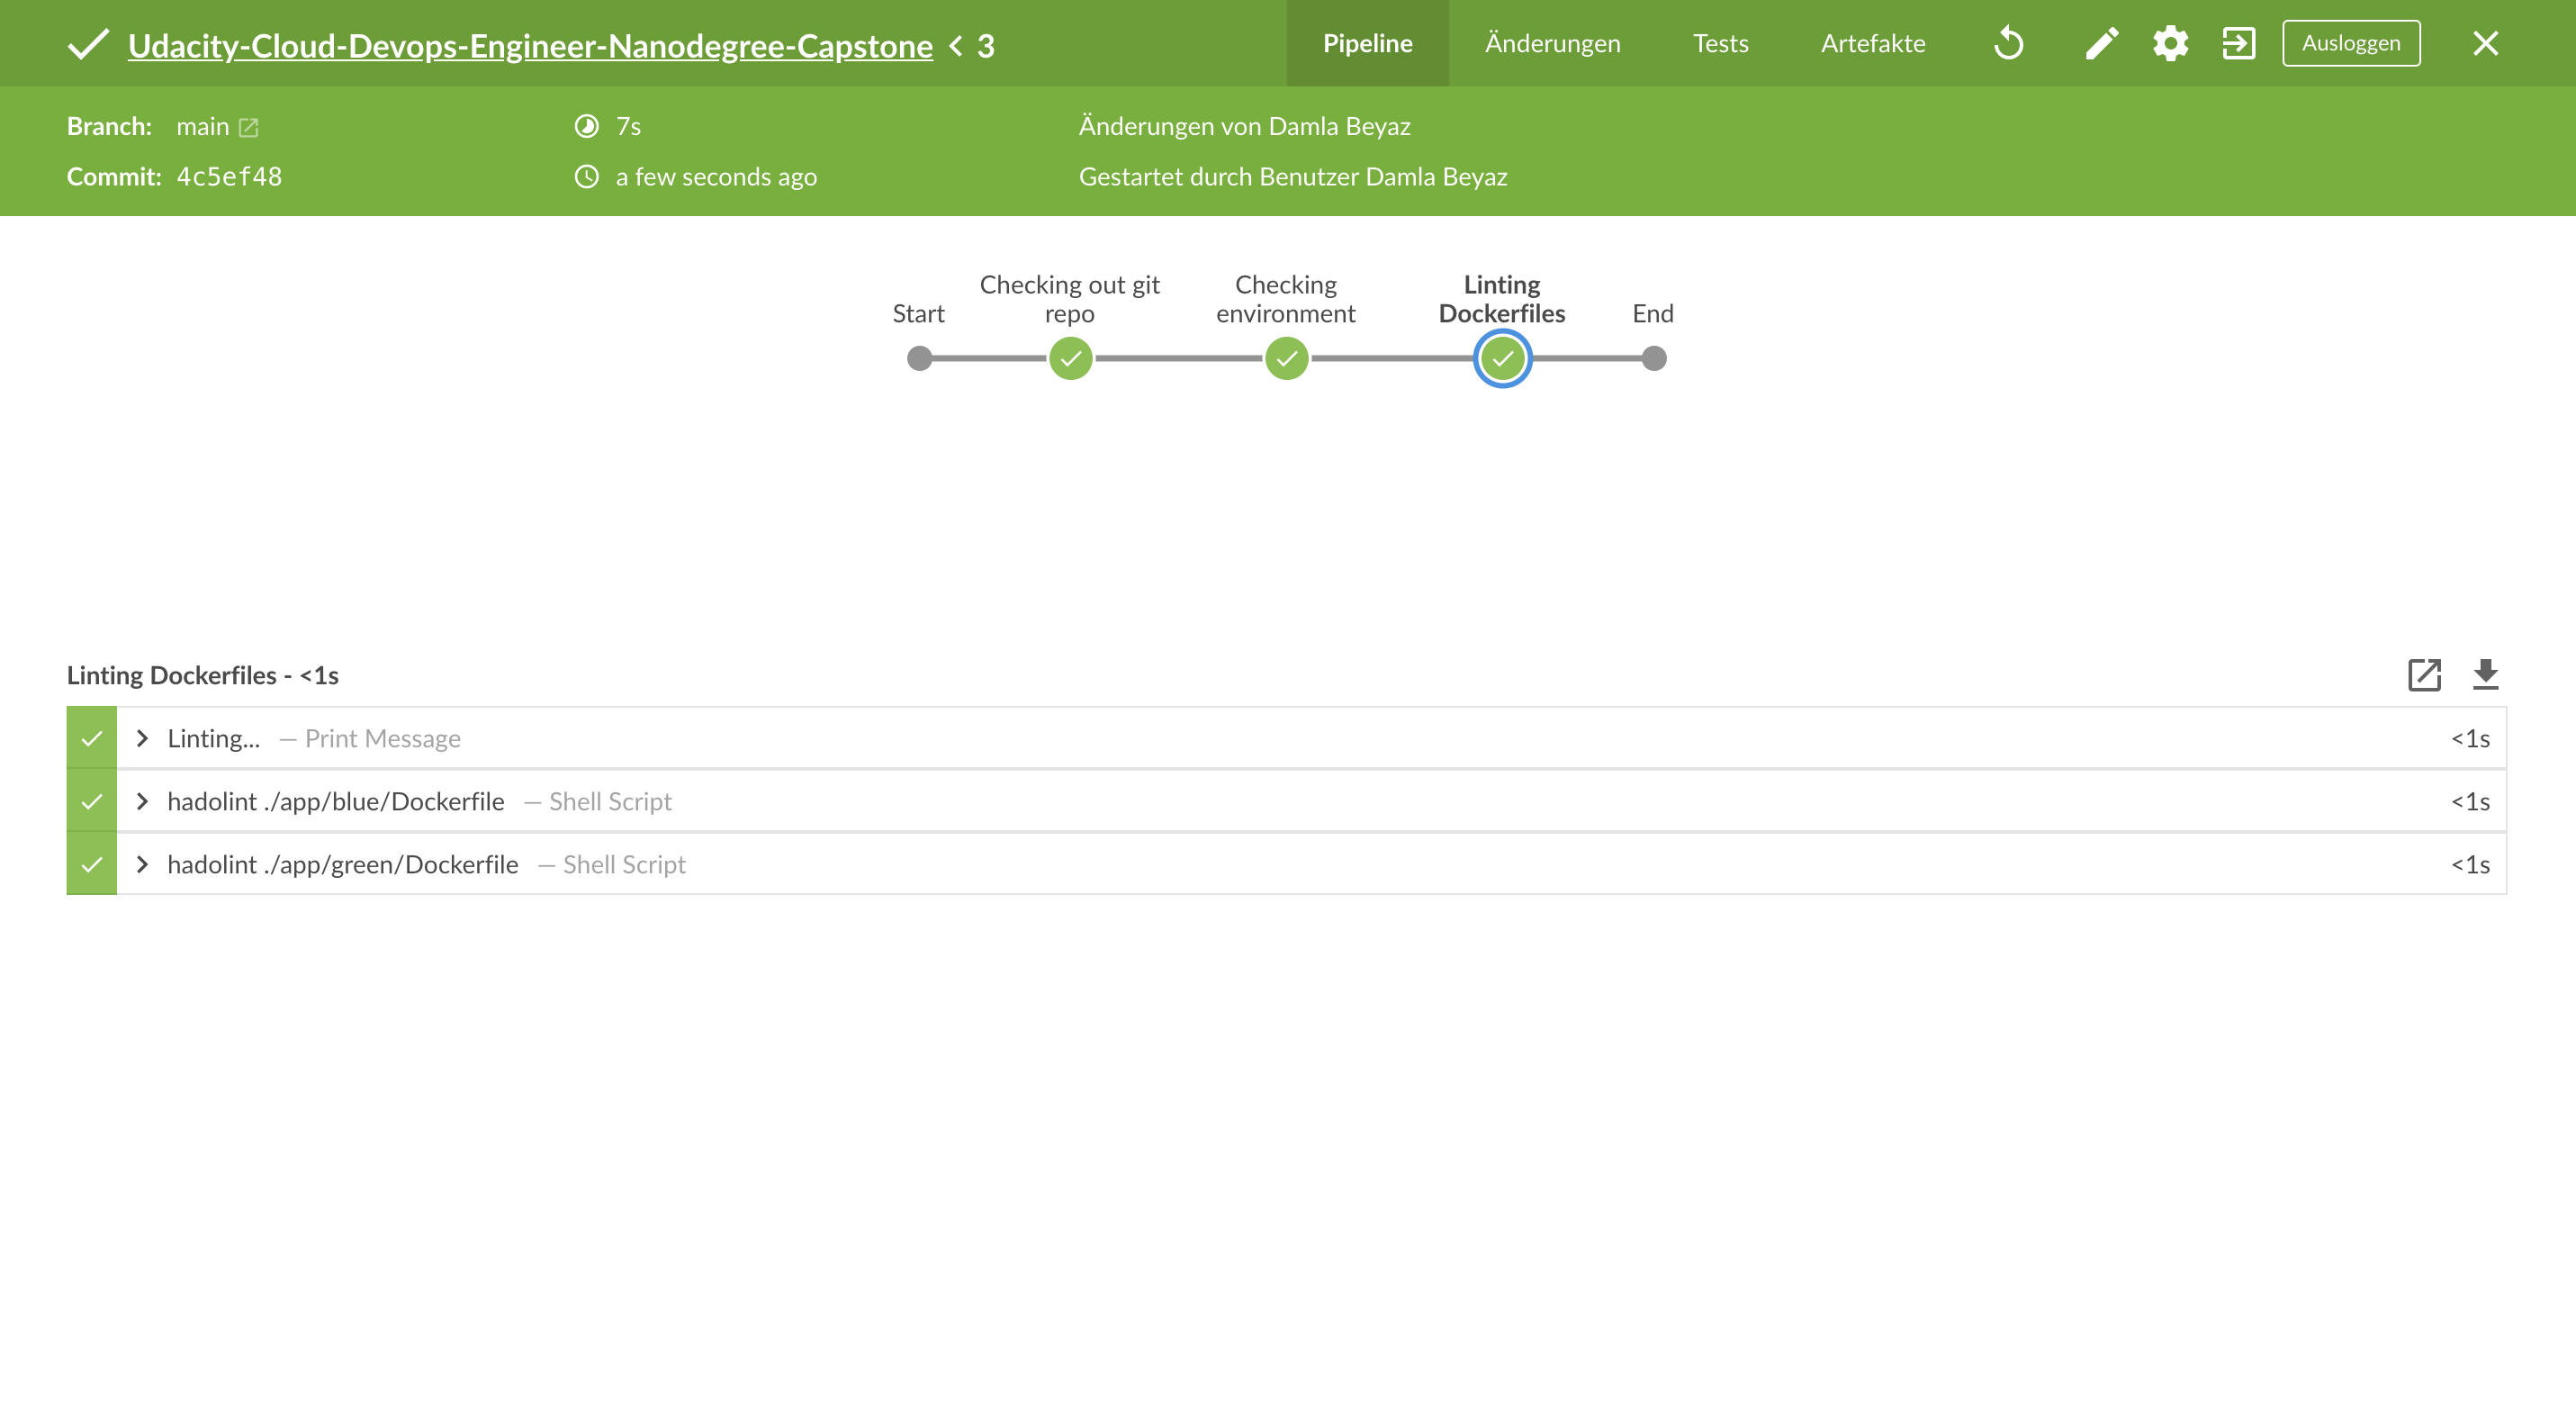 Udacity-Cloud-Devops-Engineer-Nanodegree-Capstone < 3
Pipeline Änderungen Tests Artefakte Ausloggen
Branch: main 7s Änderungen von Damla Beyaz
Commit: 4c5ef48 a few seconds ago Gestartet durch Benutzer Damla Beyaz
Start
Checking out git
repo
Checking
environment
Linting
Dockerfiles
End
Linting Dockerfiles - <1s
Linting... — Print Message <1s
hadolint ./app/blue/Dockerfile — Shell Script <1s
hadolint ./app/green/Dockerfile — Shell Script <1s